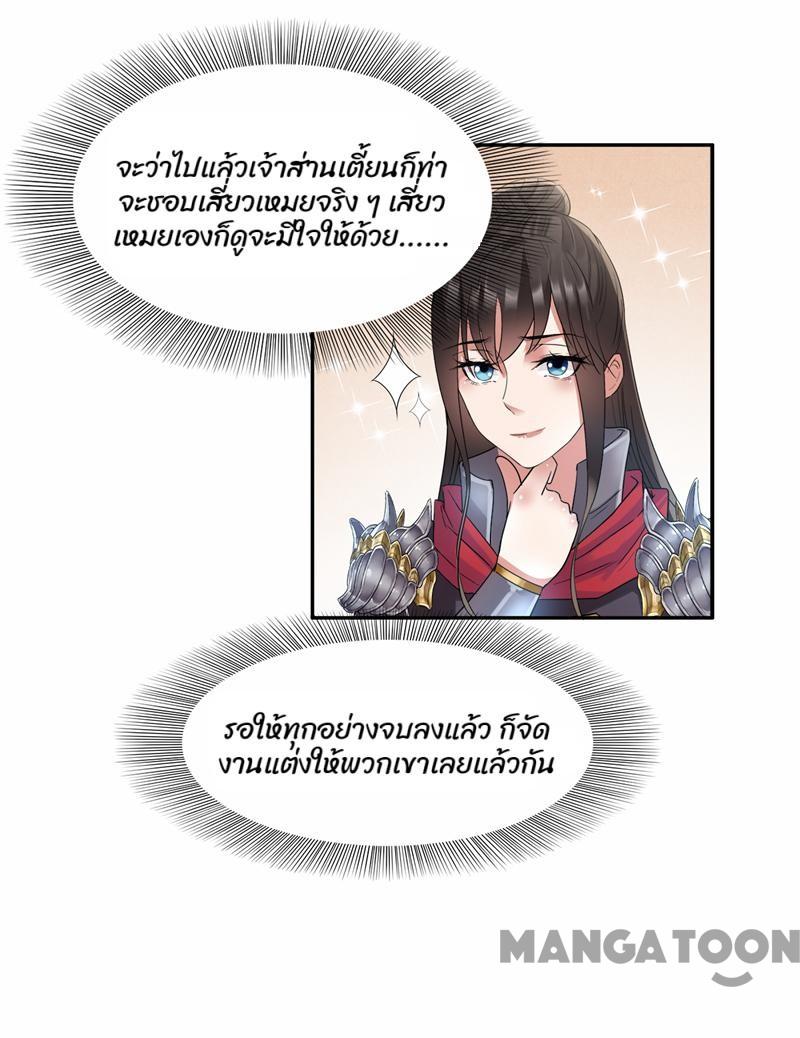 จะว่าไปแล้วเจ้าส่านเตี้ยนก็ท่า
จะชอบเสี่ยวเหมยจริง ๆ เสี่ยว
เหมยเองก็ดูจะมีใจให้ด้วย......
รอให้ทุกอย่างจบลงแล้ว ก็จัด
งานแต่งให้พวกเขาเลยแล้วกัน
MANGATOON